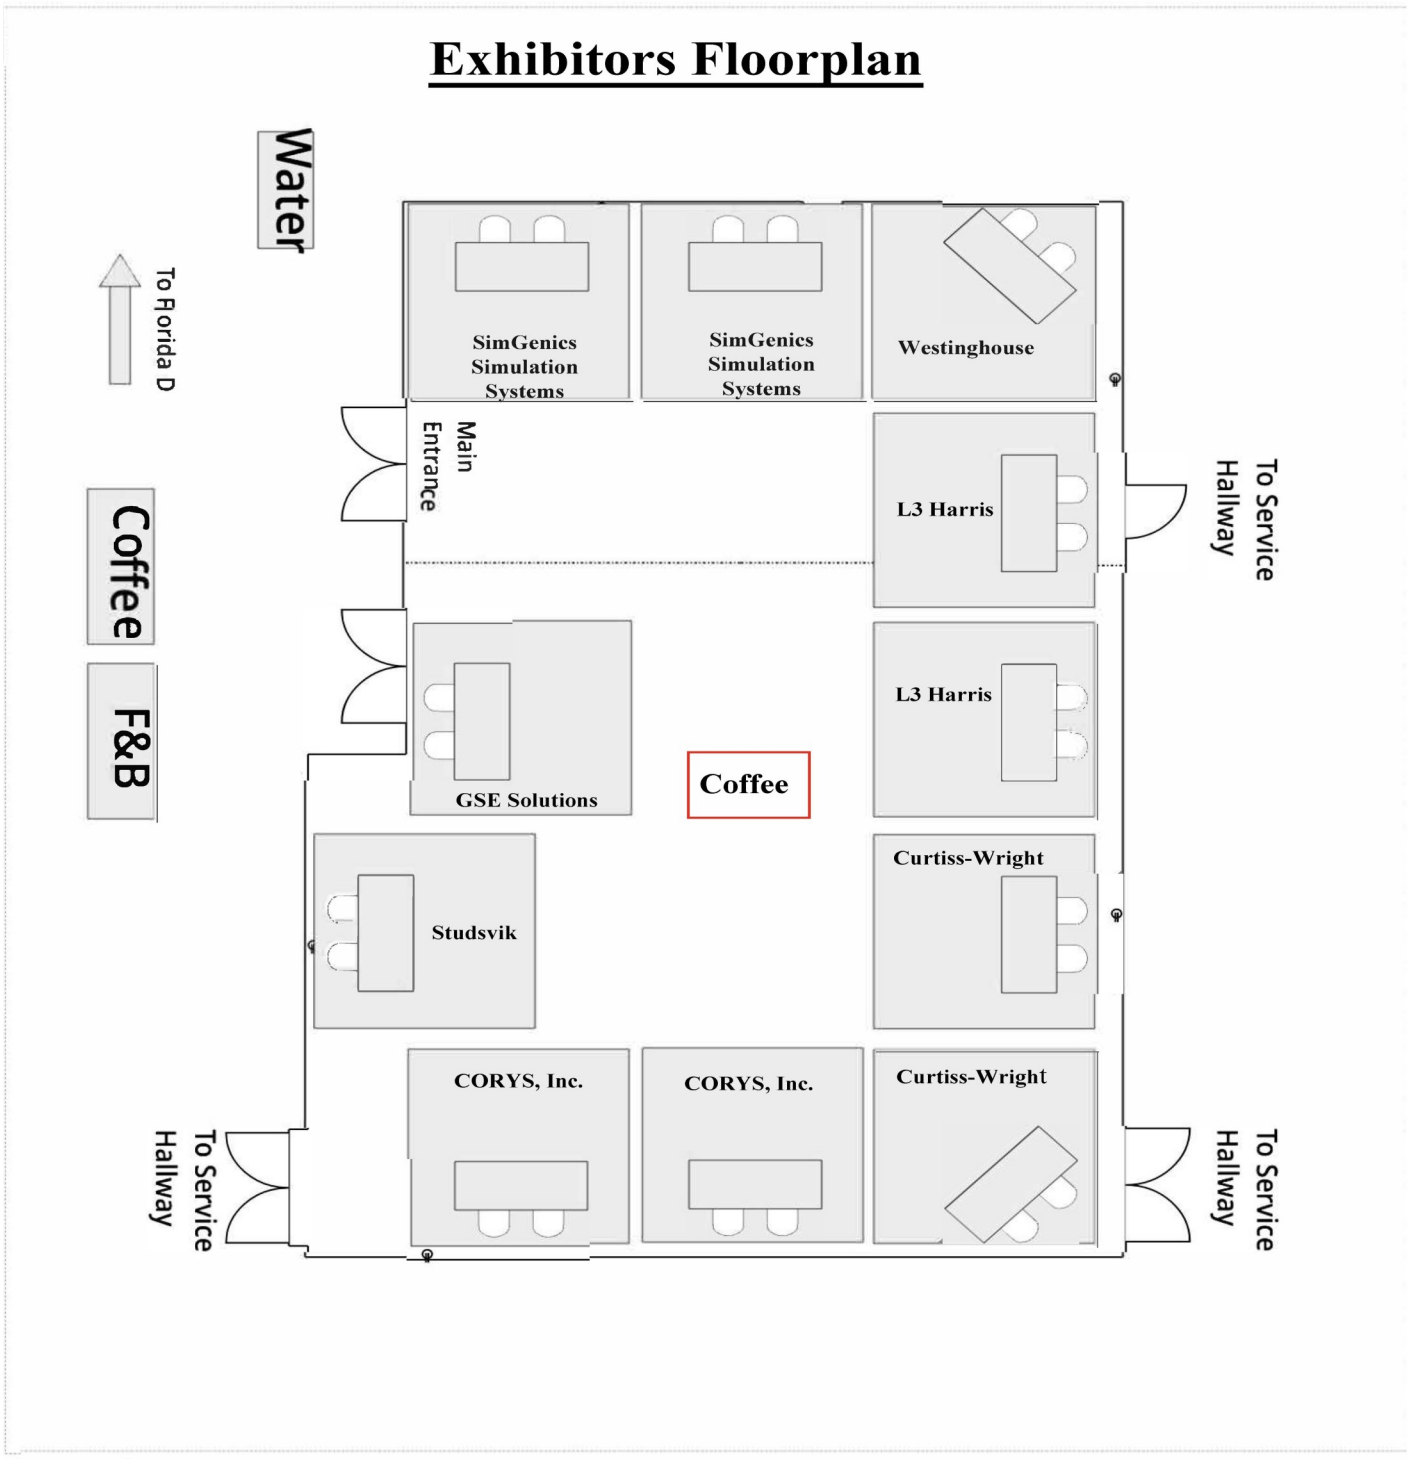 Exhibitors Floorplan
Water
To Florida D
SimGenics
Simulation
Systems
SimGenics
Simulation
Systems
Westinghouse
Main
Entrance
L3 Harris
To Service
Hallway
Coffee
F&B
L3 Harris
GSE Solutions
Coffee
Studsvik
Curtiss-Wright
CORYS, Inc.
CORYS, Inc.
Curtiss-Wright
To Service
Hallway
To Service
Hallway